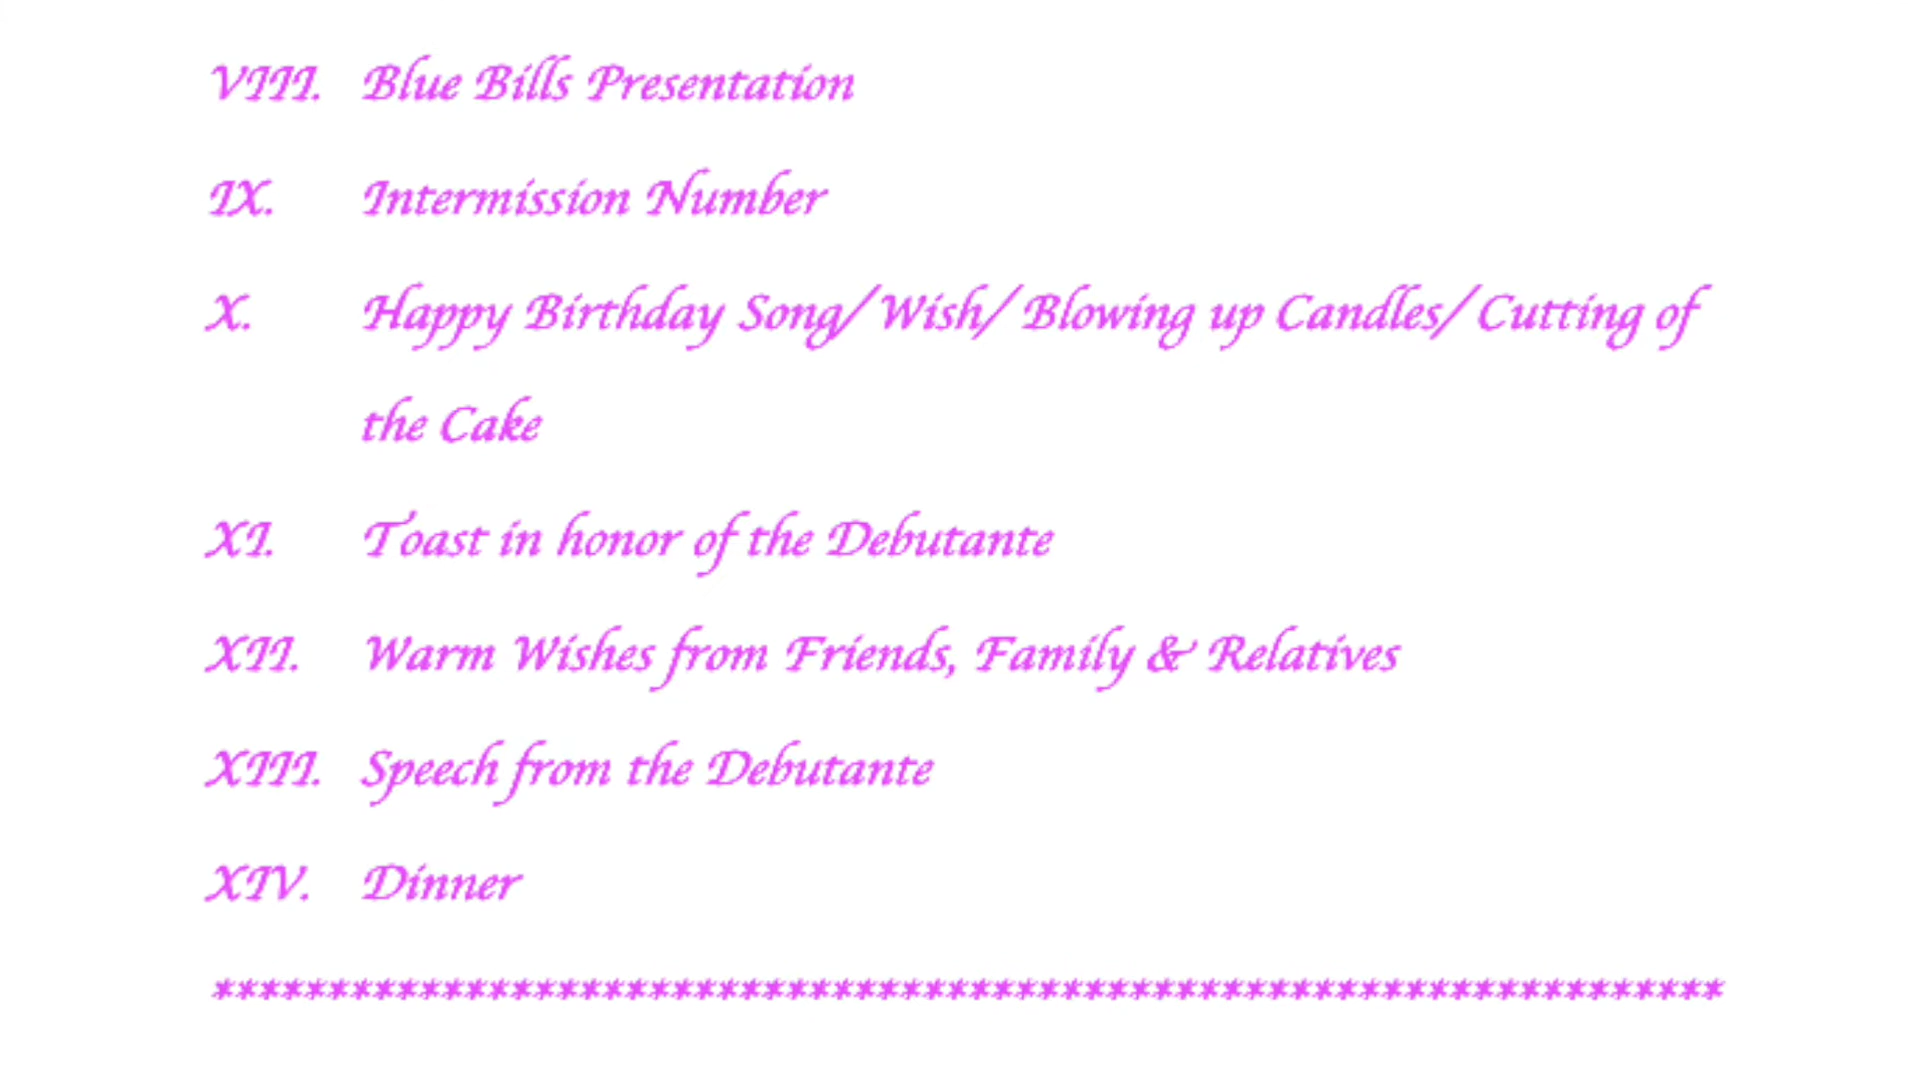 VIII. Blue Bills Presentation
IX. Intermission Number
X. Happy Birthday Song/Wish/Blowing up Candles/Cutting of
the Cake
XI. Toast in honor of the Debutante
XII. Warm Wishes from Friends, Family & Relatives
XIII. Speech from the Debutante
XIV. Dinner
******************************************************************